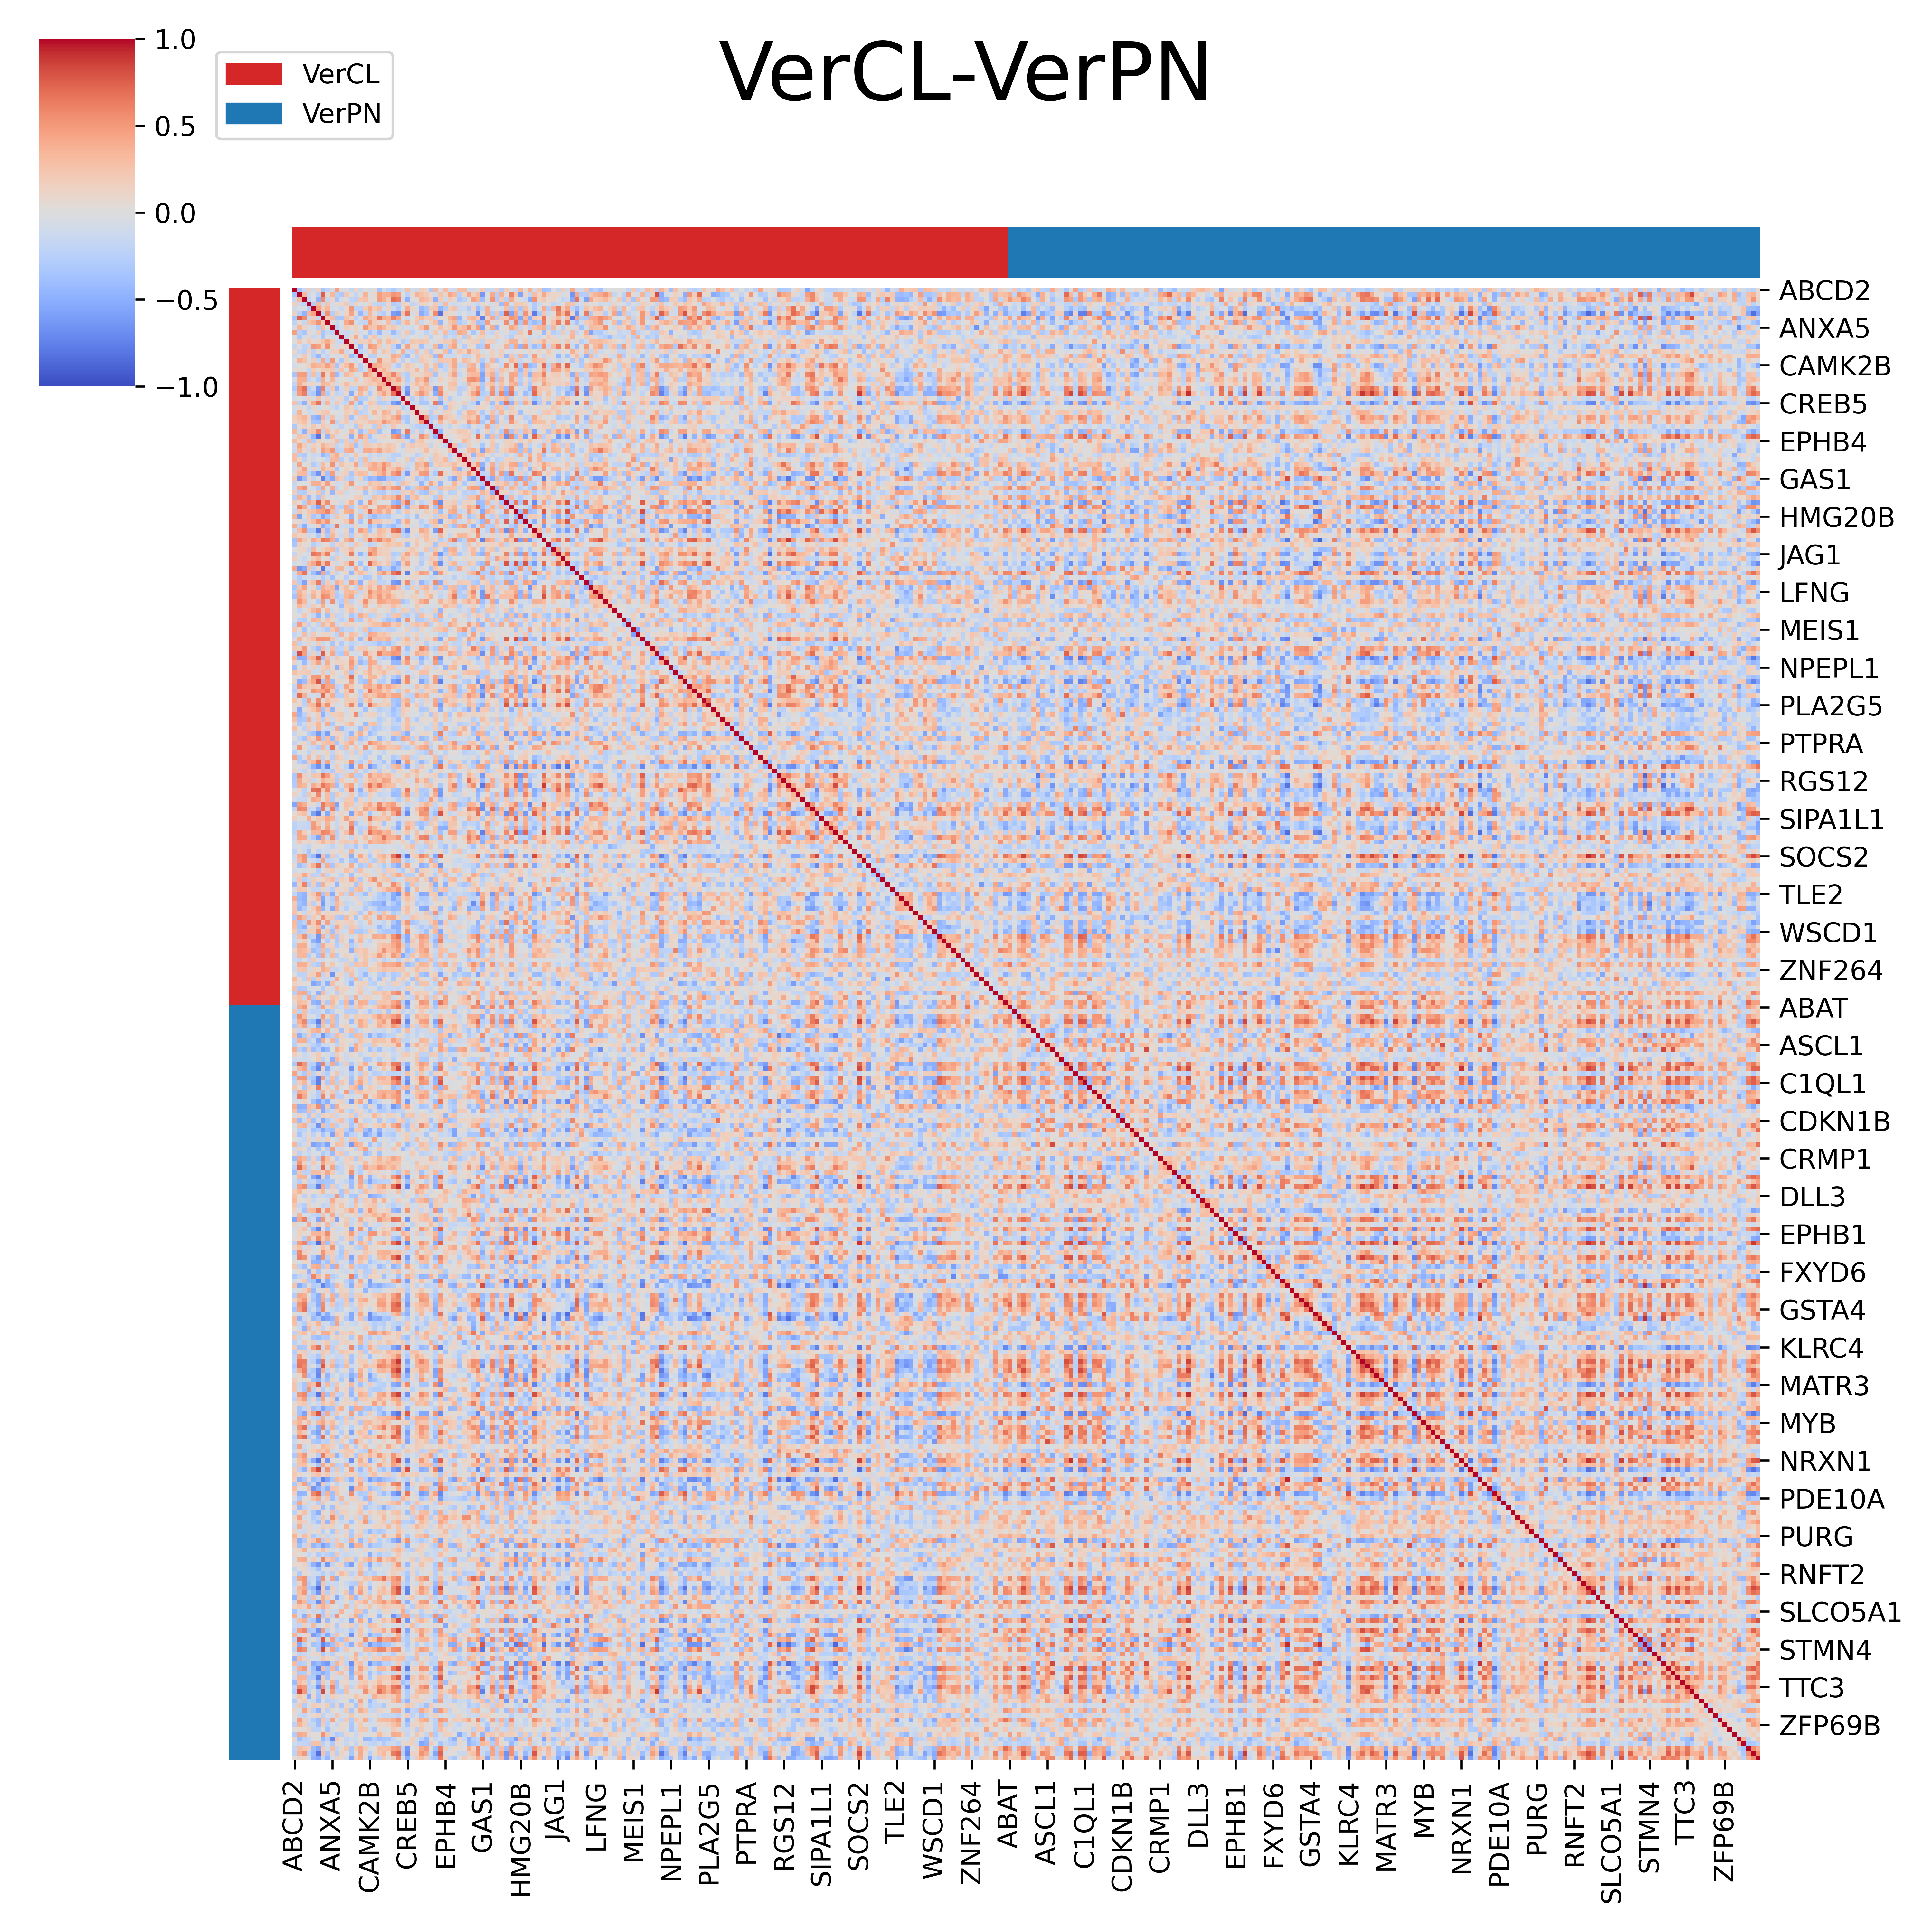 VerCL-VerPN
1.0
0.5
0.0
−0.5
−1.0
VerCL
VerPN
ABCD2
ANXA5
CAMK2B
CREB5
EPHB4
GAS1
HMG20B
JAG1
LFNG
MEIS1
NPEPL1
PLA2G5
PTPRA
RGS12
SIPA1L1
SOCS2
TLE2
WSCD1
ZNF264
ABAT
ASCL1
C1QL1
CDKN1B
CRMP1
DLL3
EPHB1
FXYD6
GSTA4
KLRC4
MATR3
MYB
NRXN1
PDE10A
PURG
RNFT2
SLCO5A1
STMN4
TTC3
ZFP69B
ABCD2
ANXA5
CAMK2B
CREB5
EPHB4
GAS1
HMG20B
JAG1
LFNG
MEIS1
NPEPL1
PLA2G5
PTPRA
RGS12
SIPA1L1
SOCS2
TLE2
WSCD1
ZNF264
ABAT
ASCL1
C1QL1
CDKN1B
CRMP1
DLL3
EPHB1
FXYD6
GSTA4
KLRC4
MATR3
MYB
NRXN1
PDE10A
PURG
RNFT2
SLCO5A1
STMN4
TTC3
ZFP69B